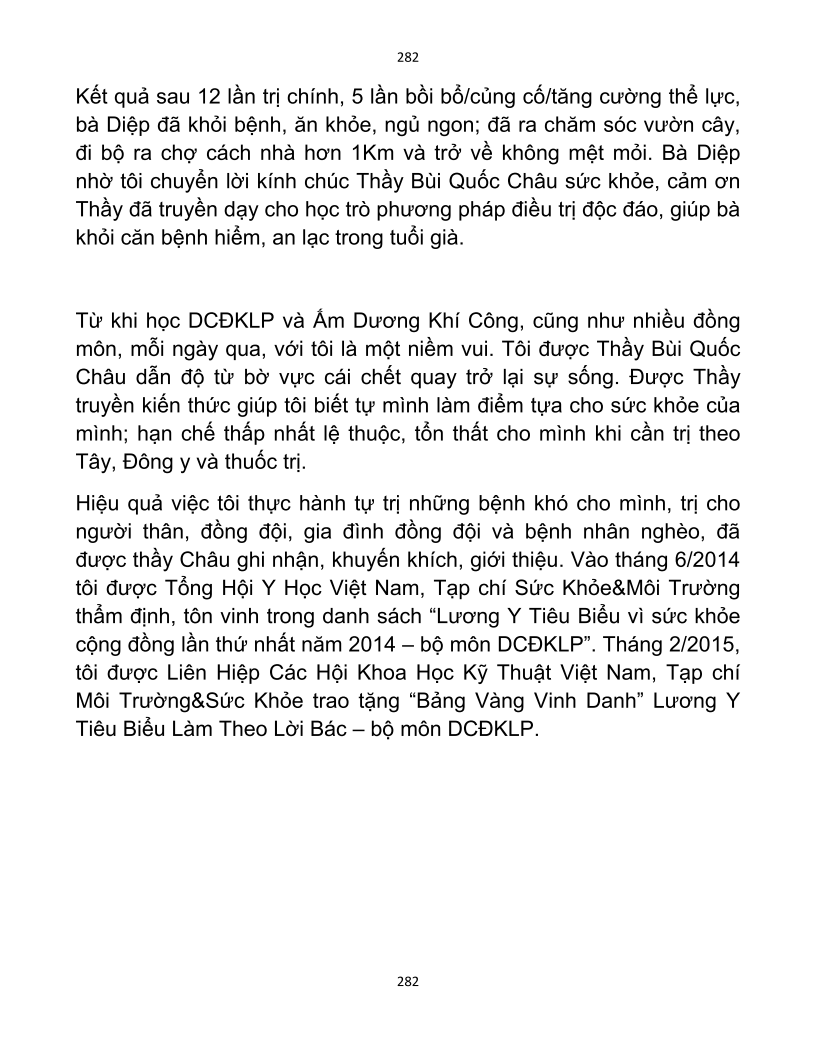 282
Kết quả sau 12 lần trị chính, 5 lần bồi bổ/củng cố/tăng cường thể lực,
bà Diệp đã khỏi bệnh, ăn khỏe, ngủ ngon; đã ra chăm sóc vườn cây,
đi bộ ra chợ cách nhà hơn 1Km và trở về không mệt mỏi. Bà Diệp
nhờ tôi chuyển lời kính chúc Thầy Bùi Quốc Châu sức khỏe, cảm ơn
Thầy đã truyền dạy cho học trò phương pháp điều trị độc đáo, giúp bà
khỏi căn bệnh hiểm, an lạc trong tuổi già.
Từ khi học DCĐKLP và Ấm Dương Khí Công, cũng như nhiều đồng
môn, mỗi ngày qua, với tôi là một niềm vui. Tôi được Thầy Bùi Quốc
Châu dẫn độ từ bờ vực cái chết quay trở lại sự sống. Được Thầy
truyền kiến thức giúp tôi biết tự mình làm điểm tựa cho sức khỏe của
mình; hạn chế thấp nhất lệ thuộc, tổn thất cho mình khi cần trị theo
Tây, Đông y và thuốc trị.
Hiệu quả việc tôi thực hành tự trị những bệnh khó cho mình, trị cho
người thân, đồng đội, gia đình đồng đội và bệnh nhân nghèo, đã
được thầy Châu ghi nhận, khuyến khích, giới thiệu. Vào tháng 6/2014
tôi được Tổng Hội Y Học Việt Nam, Tạp chí Sức Khỏe&Môi Trường
thẩm định, tôn vinh trong danh sách “Lương Y Tiêu Biểu vì sức khỏe
cộng đồng lần thứ nhất năm 2014 – bộ môn DCĐKLP”. Tháng 2/2015,
tôi được Liên Hiệp Các Hội Khoa Học Kỹ Thuật Việt Nam, Tạp chí
Môi Trường&Sức Khỏe trao tặng “Bảng Vàng Vinh Danh” Lương Y
Tiêu Biểu Làm Theo Lời Bác – bộ môn DCĐKLP.
282